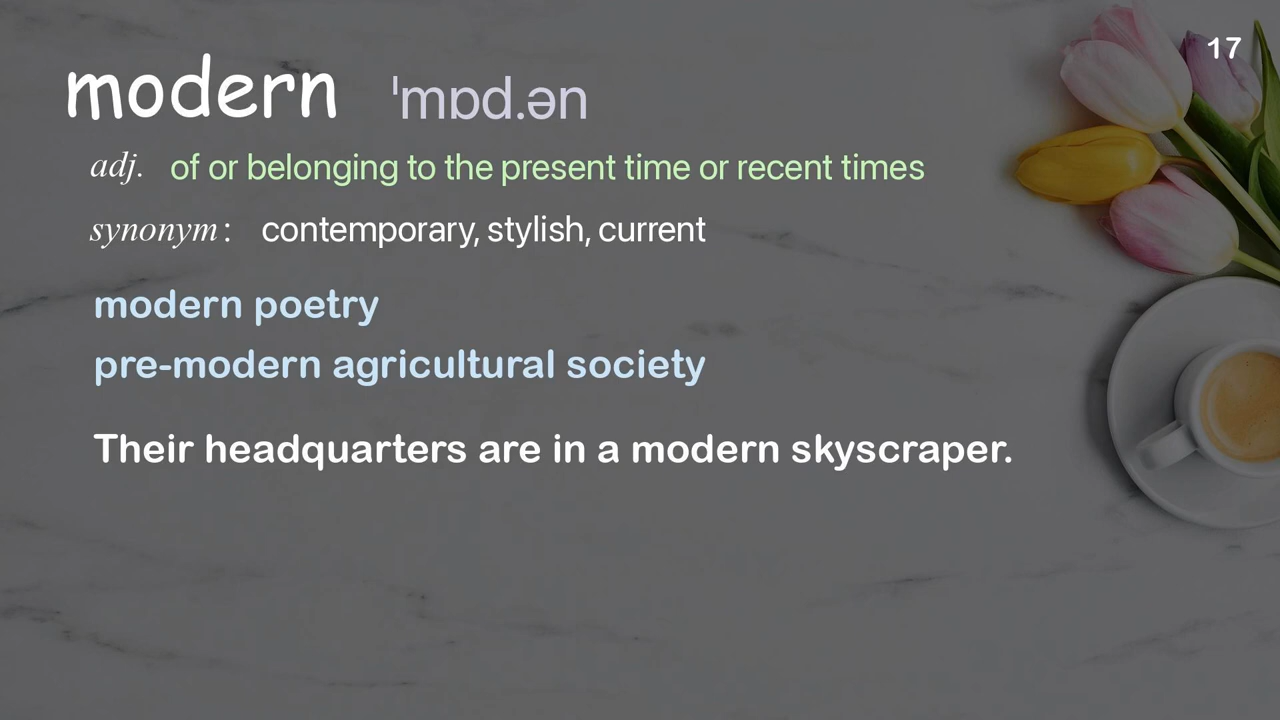 17
modern ˈmɒd.ən
adj. of or belonging to the present time or recent times
synonym: contemporary, stylish, current
modern poetry
pre-modern agricultural society
Their headquarters are in a modern skyscraper.